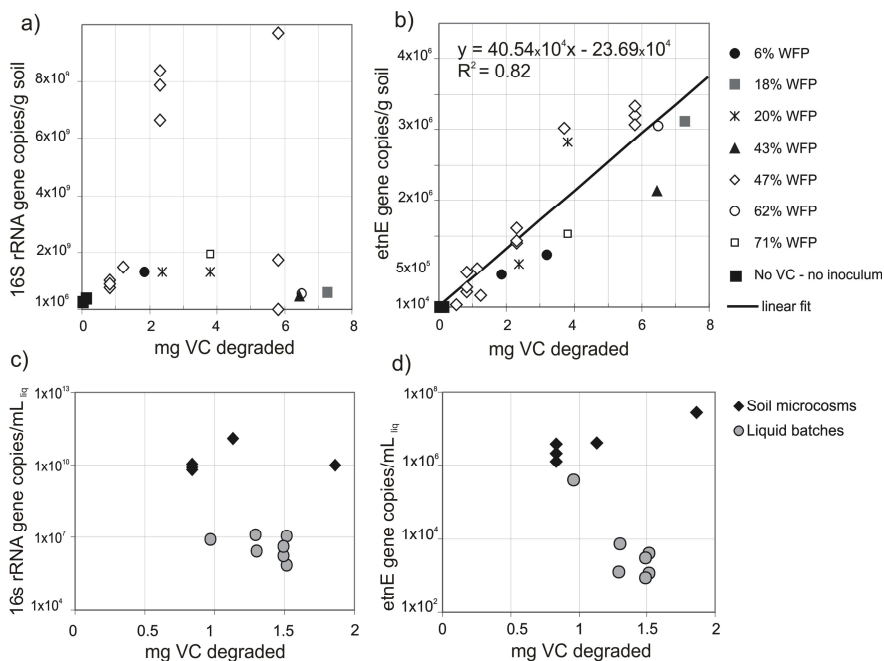 a)
16S rRNA gene copies/g soil
8x10⁹
6x10⁹
4x10⁹
2x10⁹
1x10⁶
0
2
4
6
8
mg VC degraded
b)
etnE gene copies/g soil
4x10⁶
3x10⁶
2x10⁶
5x10⁵
1x10⁴
y = 40.54x10⁴x - 23.69x10⁴
R² = 0.82
0
2
4
6
8
mg VC degraded
6% WFP
18% WFP
20% WFP
43% WFP
47% WFP
62% WFP
71% WFP
No VC - no inoculum
linear fit
c)
16s rRNA gene copies/mL liq
1x10¹³
1x10¹⁰
1x10⁷
1x10⁴
0
0.5
1
1.5
2
mg VC degraded
d)
etnE gene copies/mL liq
1x10⁸
1x10⁶
1x10⁴
1x10²
0
0.5
1
1.5
2
mg VC degraded
Soil microcosms
Liquid batches